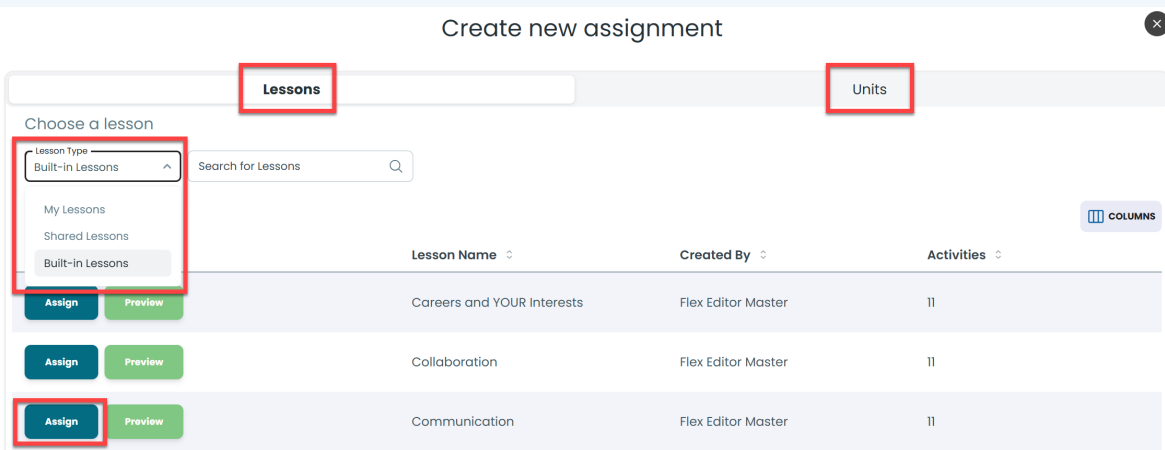 Create new assignment
Lessons
Units
Choose a lesson
Lesson Type
Built-in Lessons
Search for Lessons
My Lessons
Shared Lessons
Built-in Lessons
COLUMNS
Lesson Name Created By Activities
Assign Preview Careers and YOUR Interests Flex Editor Master 11
Assign Preview Collaboration Flex Editor Master 11
Assign Preview Communication Flex Editor Master 11